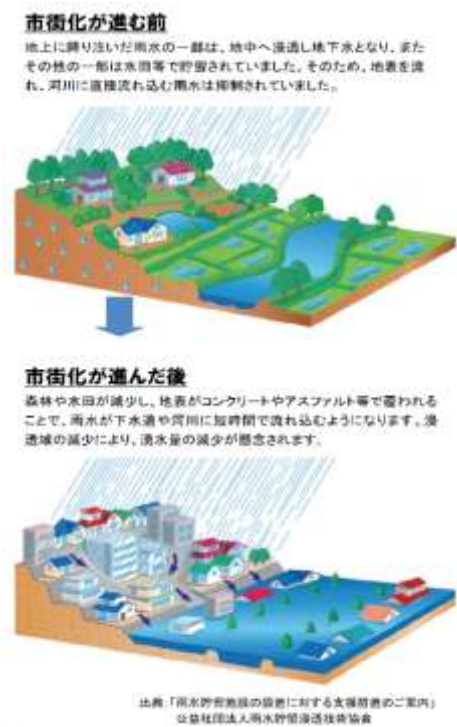 市街化が進む前
地上に降り注いだ雨水の一部は、地中へ浸透し地下水となり、また
その他の一部は水田等で貯留されていました。そのため、地表を流
れ、河川に直接流れ込む雨水は抑制されていました。
市街化が進んだ後
森林や水田が減少し、地表がコンクリートやアスファルト等で覆われる
ことで、雨水が下水道や河川に短時間で流れ込むようになります。浸
透域の減少により、湧水量の減少が懸念されます。
出典:「雨水貯留施設の設置に対する支援措置のご案内」
公益社団法人雨水貯留浸透技術協会